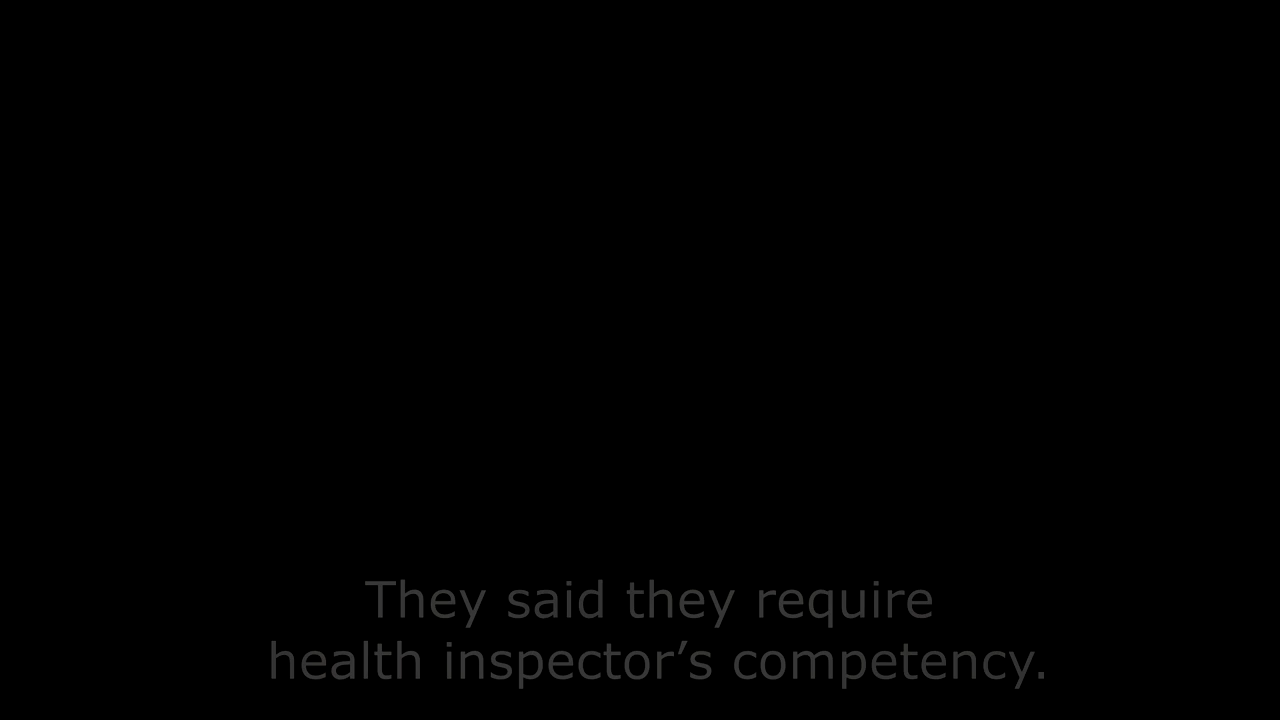 They said they require
health inspector’s competency.